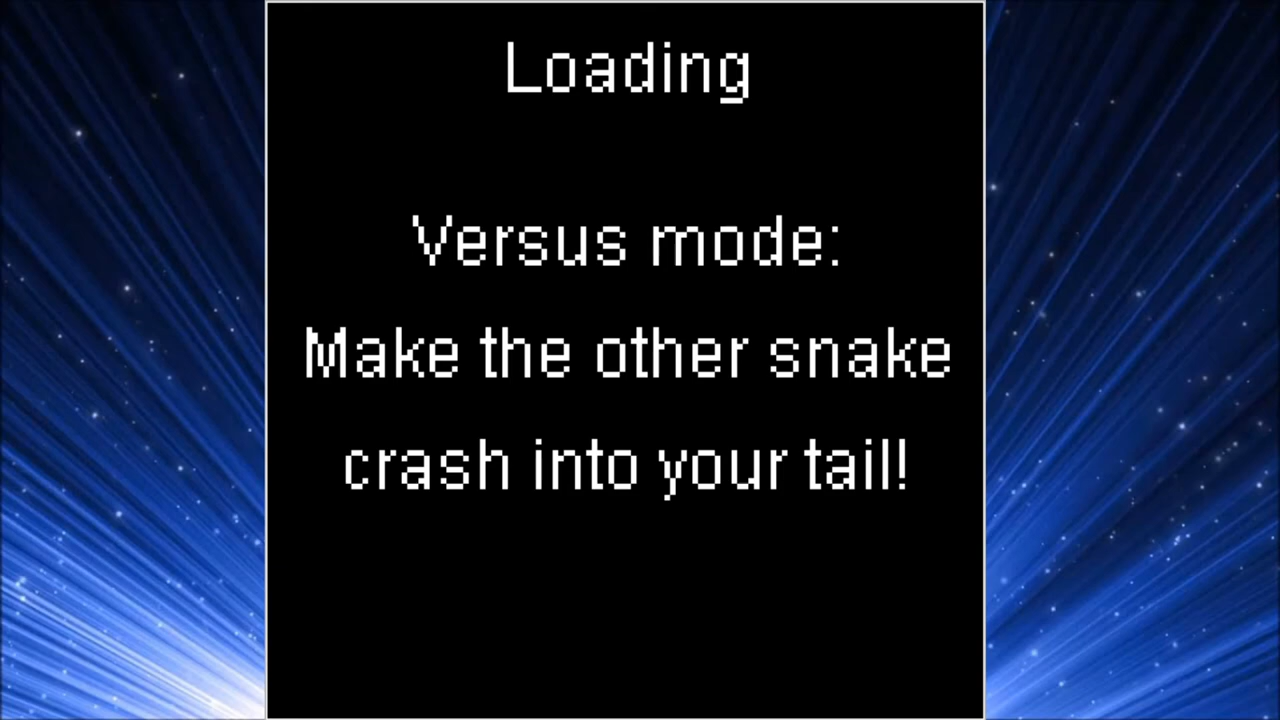 Loading
Versus mode:
Make the other snake
crash into your tail!